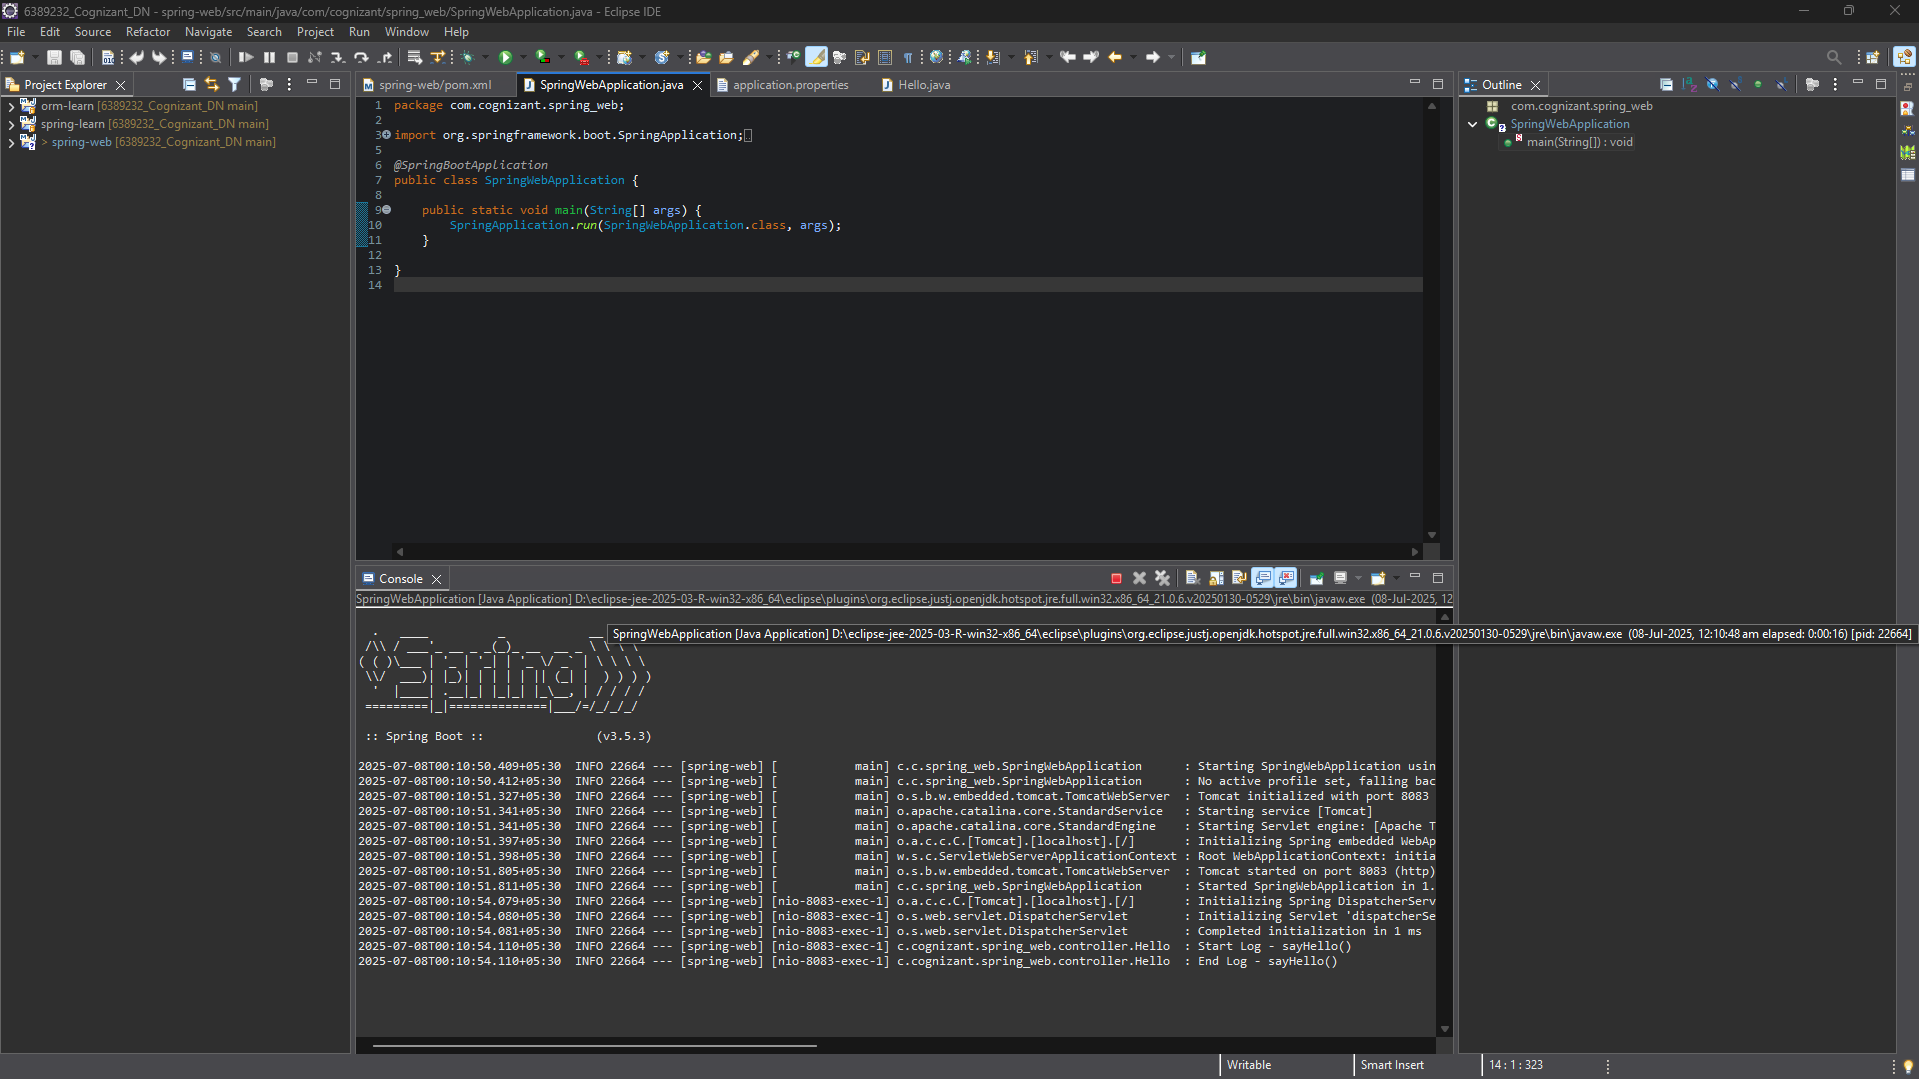 6389232_Cognizant_DN - spring-web/src/main/java/com/cognizant/spring_web/SpringWebApplication.java - Eclipse IDE
File Edit Source Refactor Navigate Search Project Run Window Help
Project Explorer
orm-learn [6389232_Cognizant_DN main]
spring-learn [6389232_Cognizant_DN main]
> spring-web [6389232_Cognizant_DN main]
spring-web/pom.xml SpringWebApplication.java application.properties Hello.java
1 package com.cognizant.spring_web;
2
3 import org.springframework.boot.SpringApplication;
5
6 @SpringBootApplication
7 public class SpringWebApplication {
8
9 public static void main(String[] args) {
10 SpringApplication.run(SpringWebApplication.class, args);
11 }
12
13 }
14
Outline
com.cognizant.spring_web
SpringWebApplication
main(String[]) : void
Console
SpringWebApplication [Java Application] D:\eclipse-jee-2025-03-R-win32-x86_64\eclipse\plugins\org.eclipse.justj.openjdk.hotspot.jre.full.win32.x86_64_21.0.6.v20250130-0529\jre\bin\javaw.exe (08-Jul-2025, 12
SpringWebApplication [Java Application] D:\eclipse-jee-2025-03-R-win32-x86_64\eclipse\plugins\org.eclipse.justj.openjdk.hotspot.jre.full.win32.x86_64_21.0.6.v20250130-0529\jre\bin\javaw.exe (08-Jul-2025, 12:10:48 am elapsed: 0:00:16) [pid: 22664]
Spring
:: Spring Boot :: (v3.5.3)
2025-07-08T00:10:50.409+05:30 INFO 22664 --- [spring-web] [ main] c.c.spring_web.SpringWebApplication : Starting SpringWebApplication usin
2025-07-08T00:10:50.412+05:30 INFO 22664 --- [spring-web] [ main] c.c.spring_web.SpringWebApplication : No active profile set, falling bac
2025-07-08T00:10:51.327+05:30 INFO 22664 --- [spring-web] [ main] o.s.b.w.embedded.tomcat.TomcatWebServer : Tomcat initialized with port 8083
2025-07-08T00:10:51.341+05:30 INFO 22664 --- [spring-web] [ main] o.apache.catalina.core.StandardService : Starting service [Tomcat]
2025-07-08T00:10:51.341+05:30 INFO 22664 --- [spring-web] [ main] o.apache.catalina.core.StandardEngine : Starting Servlet engine: [Apache T
2025-07-08T00:10:51.397+05:30 INFO 22664 --- [spring-web] [ main] o.a.c.c.C.[Tomcat].[localhost].[/] : Initializing Spring embedded WebAp
2025-07-08T00:10:51.398+05:30 INFO 22664 --- [spring-web] [ main] w.s.c.ServletWebServerApplicationContext : Root WebApplicationContext: initia
2025-07-08T00:10:51.805+05:30 INFO 22664 --- [spring-web] [ main] o.s.b.w.embedded.tomcat.TomcatWebServer : Tomcat started on port 8083 (http)
2025-07-08T00:10:51.811+05:30 INFO 22664 --- [spring-web] [ main] c.c.spring_web.SpringWebApplication : Started SpringWebApplication in 1.
2025-07-08T00:10:54.079+05:30 INFO 22664 --- [spring-web] [nio-8083-exec-1] o.a.c.c.C.[Tomcat].[localhost].[/] : Initializing Spring DispatcherServ
2025-07-08T00:10:54.080+05:30 INFO 22664 --- [spring-web] [nio-8083-exec-1] o.s.web.servlet.DispatcherServlet : Initializing Servlet 'dispatcherSe
2025-07-08T00:10:54.081+05:30 INFO 22664 --- [spring-web] [nio-8083-exec-1] o.s.web.servlet.DispatcherServlet : Completed initialization in 1 ms
2025-07-08T00:10:54.110+05:30 INFO 22664 --- [spring-web] [nio-8083-exec-1] c.cognizant.spring_web.controller.Hello : Start Log - sayHello()
2025-07-08T00:10:54.110+05:30 INFO 22664 --- [spring-web] [nio-8083-exec-1] c.cognizant.spring_web.controller.Hello : End Log - sayHello()
Writable Smart Insert 14 : 1 : 323